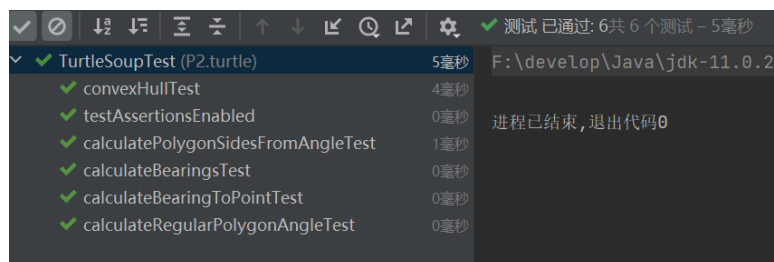 测试 已通过: 6共 6 个测试 – 5毫秒
TurtleSoupTest (P2.turtle) 5毫秒
convexHullTest 4毫秒
testAssertionsEnabled 0毫秒
calculatePolygonSidesFromAngleTest 1毫秒
calculateBearingsTest 0毫秒
calculateBearingToPointTest 0毫秒
calculateRegularPolygonAngleTest 0毫秒
F:\develop\Java\jdk-11.0.2
进程已结束,退出代码0